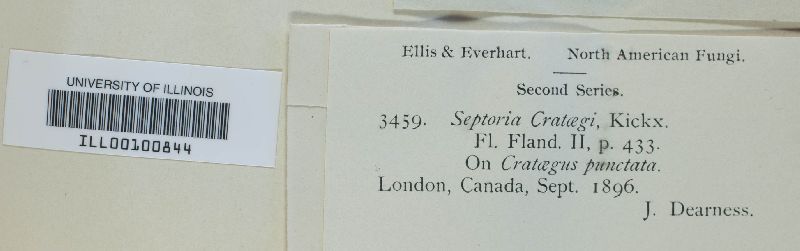 UNIVERSITY OF ILLINOIS
ILL00100844
Ellis & Everhart. North American Fungi.
Second Series.
3459. Septoria Cratægi, Kickx.
Fl. Fland. II, p. 433.
On Cratægus punctata.
London, Canada, Sept. 1896.
J. Dearness.